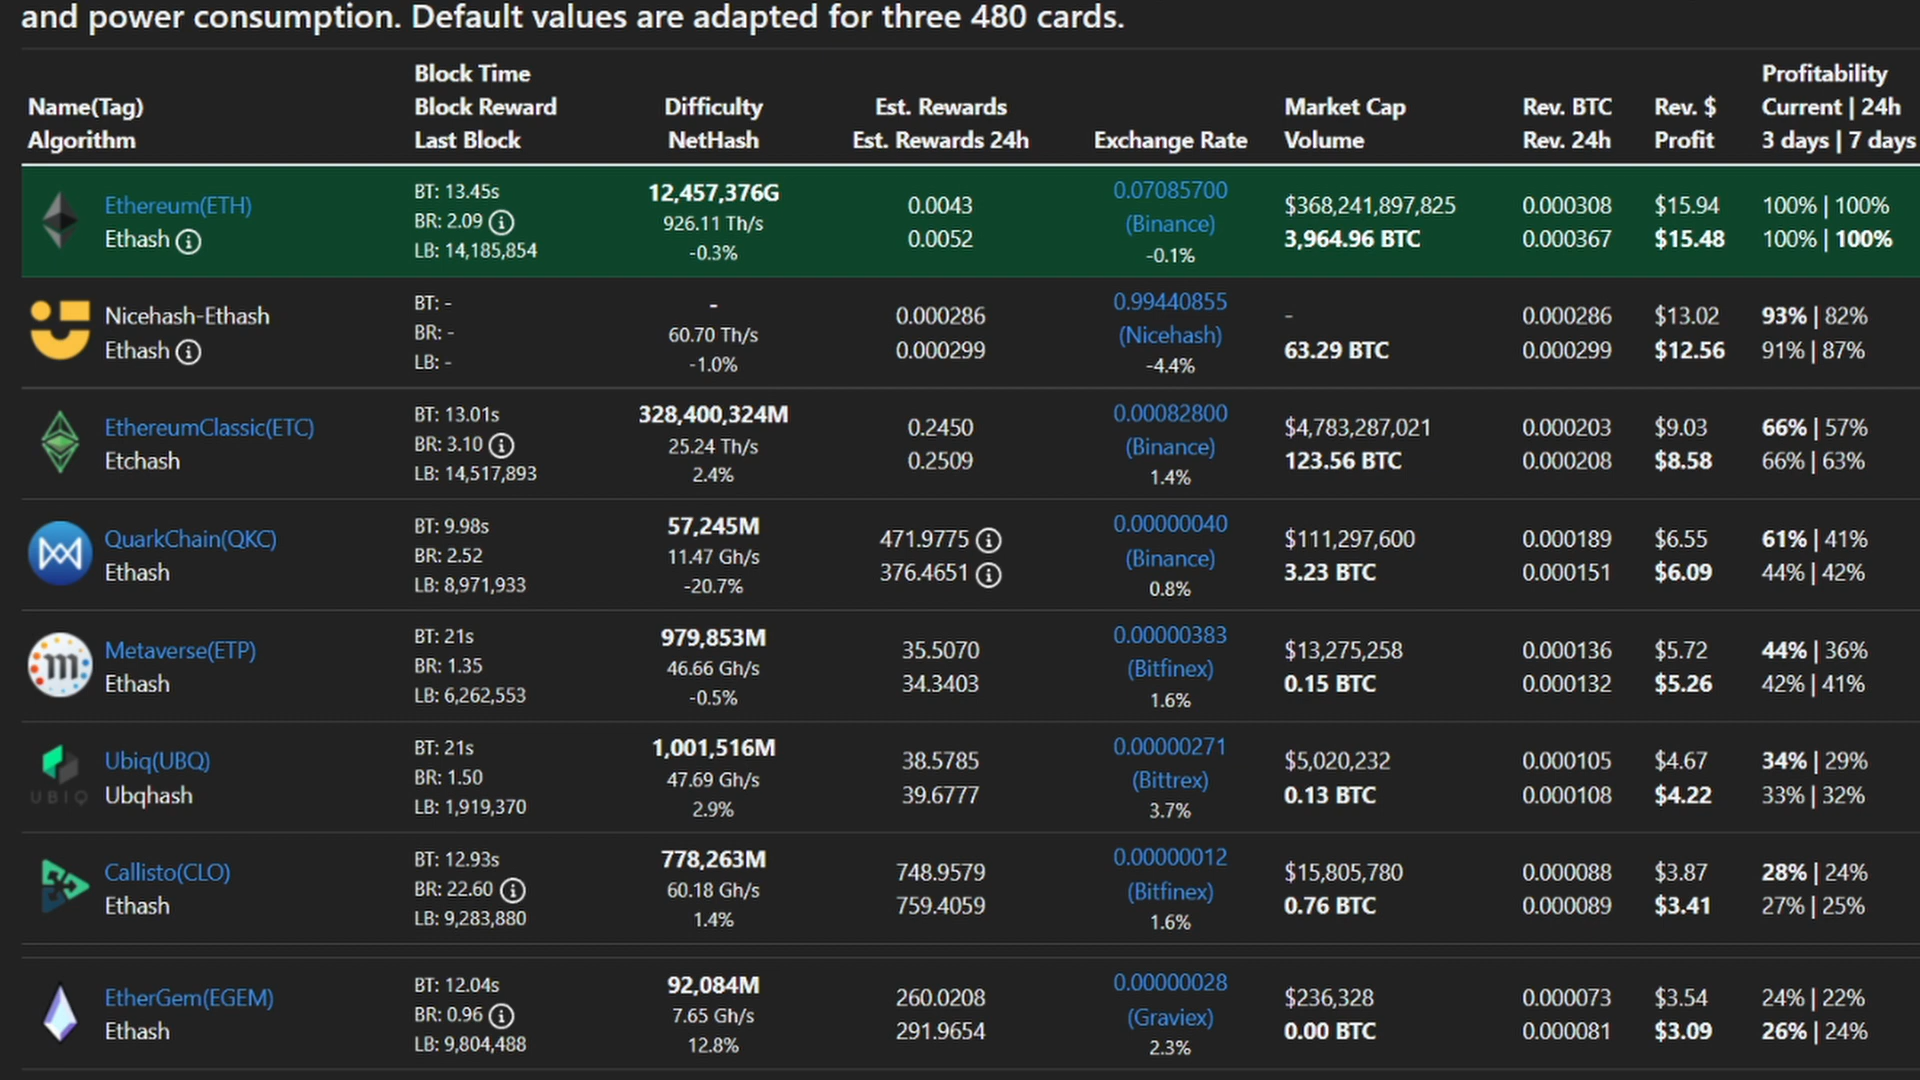 and power consumption. Default values are adapted for three 480 cards.
Name(Tag)
Algorithm
Block Time
Block Reward
Last Block
Difficulty
NetHash
Est. Rewards
Est. Rewards 24h
Exchange Rate
Market Cap
Volume
Rev. BTC
Rev. 24h
Rev. $
Profit
Profitability
Current | 24h
3 days | 7 days
Ethereum(ETH)
Ethash
BT: 13.45s
BR: 2.09
LB: 14,185,854
12,457,376G
926.11 Th/s
-0.3%
0.0043
0.0052
0.07085700
(Binance)
-0.1%
$368,241,897,825
3,964.96 BTC
0.000308
0.000367
$15.94
$15.48
100% | 100%
100% | 100%
Nicehash-Ethash
Ethash
BT: -
BR: -
LB: -
-
60.70 Th/s
-1.0%
0.000286
0.000299
0.99440855
(Nicehash)
-4.4%
-
63.29 BTC
0.000286
0.000299
$13.02
$12.56
93% | 82%
91% | 87%
EthereumClassic(ETC)
Etchash
BT: 13.01s
BR: 3.10
LB: 14,517,893
328,400,324M
25.24 Th/s
2.4%
0.2450
0.2509
0.00082800
(Binance)
1.4%
$4,783,287,021
123.56 BTC
0.000203
0.000208
$9.03
$8.58
66% | 57%
66% | 63%
QuarkChain(QKC)
Ethash
BT: 9.98s
BR: 2.52
LB: 8,971,933
57,245M
11.47 Gh/s
-20.7%
471.9775
376.4651
0.00000040
(Binance)
0.8%
$111,297,600
3.23 BTC
0.000189
0.000151
$6.55
$6.09
61% | 41%
44% | 42%
Metaverse(ETP)
Ethash
BT: 21s
BR: 1.35
LB: 6,262,553
979,853M
46.66 Gh/s
-0.5%
35.5070
34.3403
0.00000383
(Bitfinex)
1.6%
$13,275,258
0.15 BTC
0.000136
0.000132
$5.72
$5.26
44% | 36%
42% | 41%
UBIQ
Ubiq(UBQ)
Ubqhash
BT: 21s
BR: 1.50
LB: 1,919,370
1,001,516M
47.69 Gh/s
2.9%
38.5785
39.6777
0.00000271
(Bittrex)
3.7%
$5,020,232
0.13 BTC
0.000105
0.000108
$4.67
$4.22
34% | 29%
33% | 32%
Callisto(CLO)
Ethash
BT: 12.93s
BR: 22.60
LB: 9,283,880
778,263M
60.18 Gh/s
1.4%
748.9579
759.4059
0.00000012
(Bitfinex)
1.6%
$15,805,780
0.76 BTC
0.000088
0.000089
$3.87
$3.41
28% | 24%
27% | 25%
EtherGem(EGEM)
Ethash
BT: 12.04s
BR: 0.96
LB: 9,804,488
92,084M
7.65 Gh/s
12.8%
260.0208
291.9654
0.00000028
(Graviex)
2.3%
$236,328
0.00 BTC
0.000073
0.000081
$3.54
$3.09
24% | 22%
26% | 24%